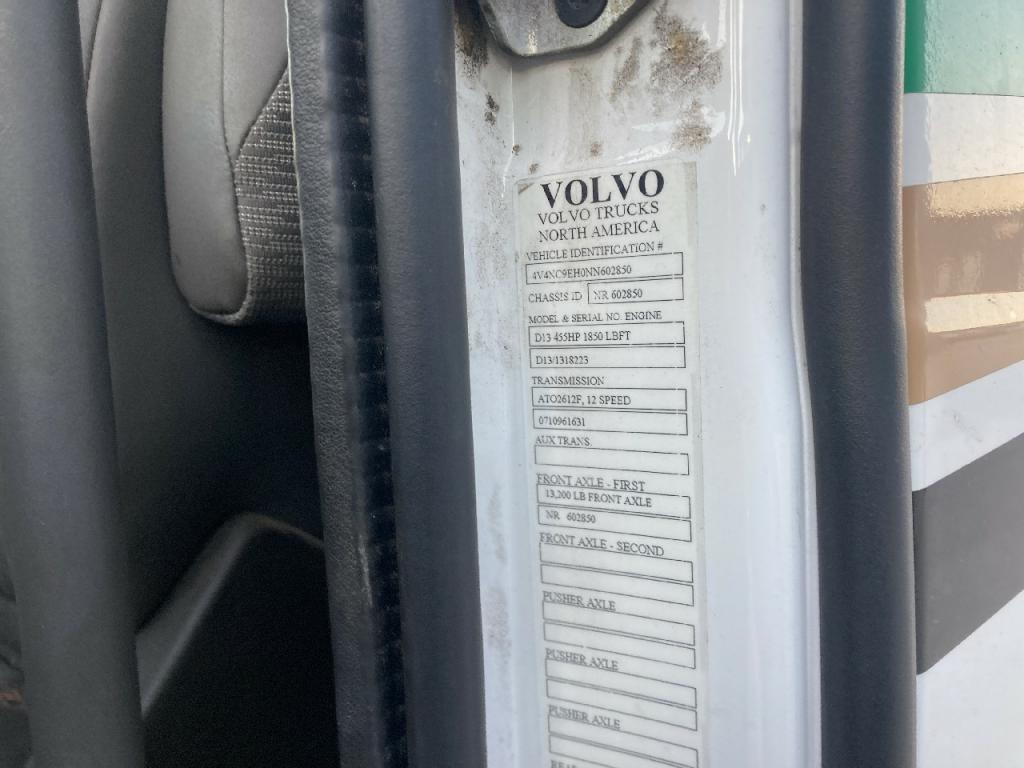 VOLVO
VOLVO TRUCKS
NORTH AMERICA
VEHICLE IDENTIFICATION #
4V4NC9EH0NN602850
CHASSIS ID NR 602850
MODEL & SERIAL NO. ENGINE
D13 455HP 1850 LBFT
D13/1318223
TRANSMISSION
ATO2612F, 12 SPEED
0710961631
AUX TRANS.
FRONT AXLE - FIRST
13,200 LB FRONT AXLE
NR 602850
FRONT AXLE - SECOND
PUSHER AXLE
PUSHER AXLE
PUSHER AXLE